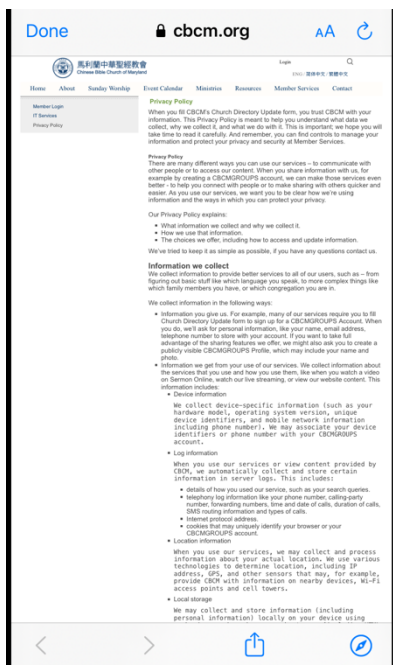 Done
cbcm.org
AA
馬利蘭中華聖經教會
Chinese Bible Church of Maryland
Login
ENG / 简体中文 / 繁體中文
Home About Sunday Worship Event Calendar Ministries Resources Member Services Contact
Member Login
IT Services
Privacy Policy
Privacy Policy
When you fill CBCM's Church Directory Update form, you trust CBCM with your
information. This Privacy Policy is meant to help you understand what data we
collect, why we collect it, and what we do with it. This is important; we hope you will
take time to read it carefully. And remember, you can find controls to manage your
information and protect your privacy and security at Member Services.
Privacy Policy
There are many different ways you can use our services – to communicate with
other people or to access our content. When you share information with us, for
example by creating a CBCMGROUPS account, we can make those services even
better - to help you connect with people or to make sharing with others quicker and
easier. As you use our services, we want you to be clear how we're using
information and the ways in which you can protect your privacy.
Our Privacy Policy explains:
• What information we collect and why we collect it.
• How we use that information.
• The choices we offer, including how to access and update information.
We've tried to keep it as simple as possible, if you have any questions contact us.
Information we collect
We collect information to provide better services to all of our users, such as – from
figuring out basic stuff like which language you speak, to more complex things like
which family members you have, or which congregation you are in.
We collect information in the following ways:
• Information you give us. For example, many of our services require you to fill
Church Directory Update form to sign up for a CBCMGROUPS Account. When
you do, we'll ask for personal information, like your name, email address,
telephone number to store with your account. If you want to take full
advantage of the sharing features we offer, we might also ask you to create a
publicly visible CBCMGROUPS Profile, which may include your name and
photo.
• Information we get from your use of our services. We collect information about
the services that you use and how you use them, like when you watch a video
on Sermon Online, watch our live streaming, or view our website content. This
information includes:
• Device information
We collect device-specific information (such as your
hardware model, operating system version, unique
device identifiers, and mobile network information
including phone number). We may associate your device
identifiers or phone number with your CBCMGROUPS
account.
• Log information
When you use our services or view content provided by
CBCM, we automatically collect and store certain
information in server logs. This includes:
• details of how you used our service, such as your search queries.
• telephony log information like your phone number, calling-party
number, forwarding numbers, time and date of calls, duration of calls,
SMS routing information and types of calls.
• Internet protocol address.
• cookies that may uniquely identify your browser or your
CBCMGROUPS account.
• Location information
When you use our services, we may collect and process
information about your actual location. We use various
technologies to determine location, including IP
address, GPS, and other sensors that may, for example,
provide CBCM with information on nearby devices, Wi-Fi
access points and cell towers.
• Local storage
We may collect and store information (including
personal information) locally on your device using